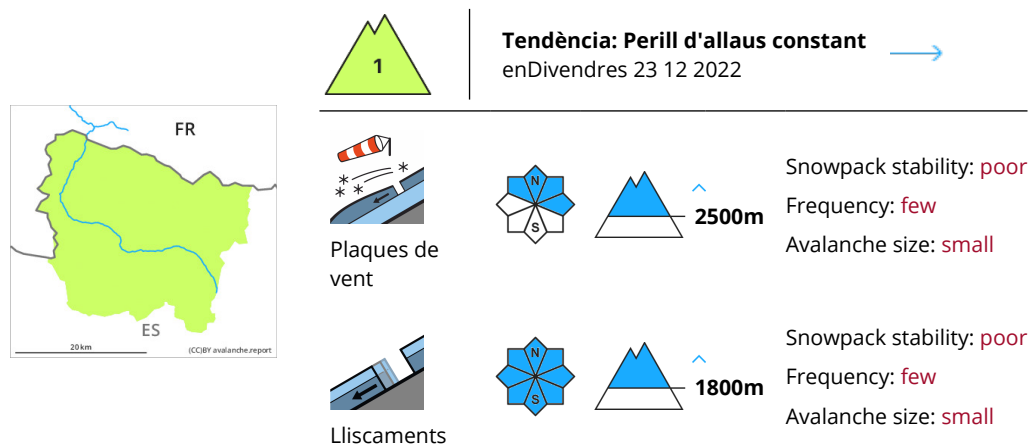 1
Tendència: Perill d'allaus constant
enDivendres 23 12 2022
FR
ES
20 km
(CC)BY avalanche.report
N
S
2500m
Snowpack stability: poor
Frequency: few
Avalanche size: small
Plaques de
vent
N
S
1800m
Snowpack stability: poor
Frequency: few
Avalanche size: small
Lliscaments